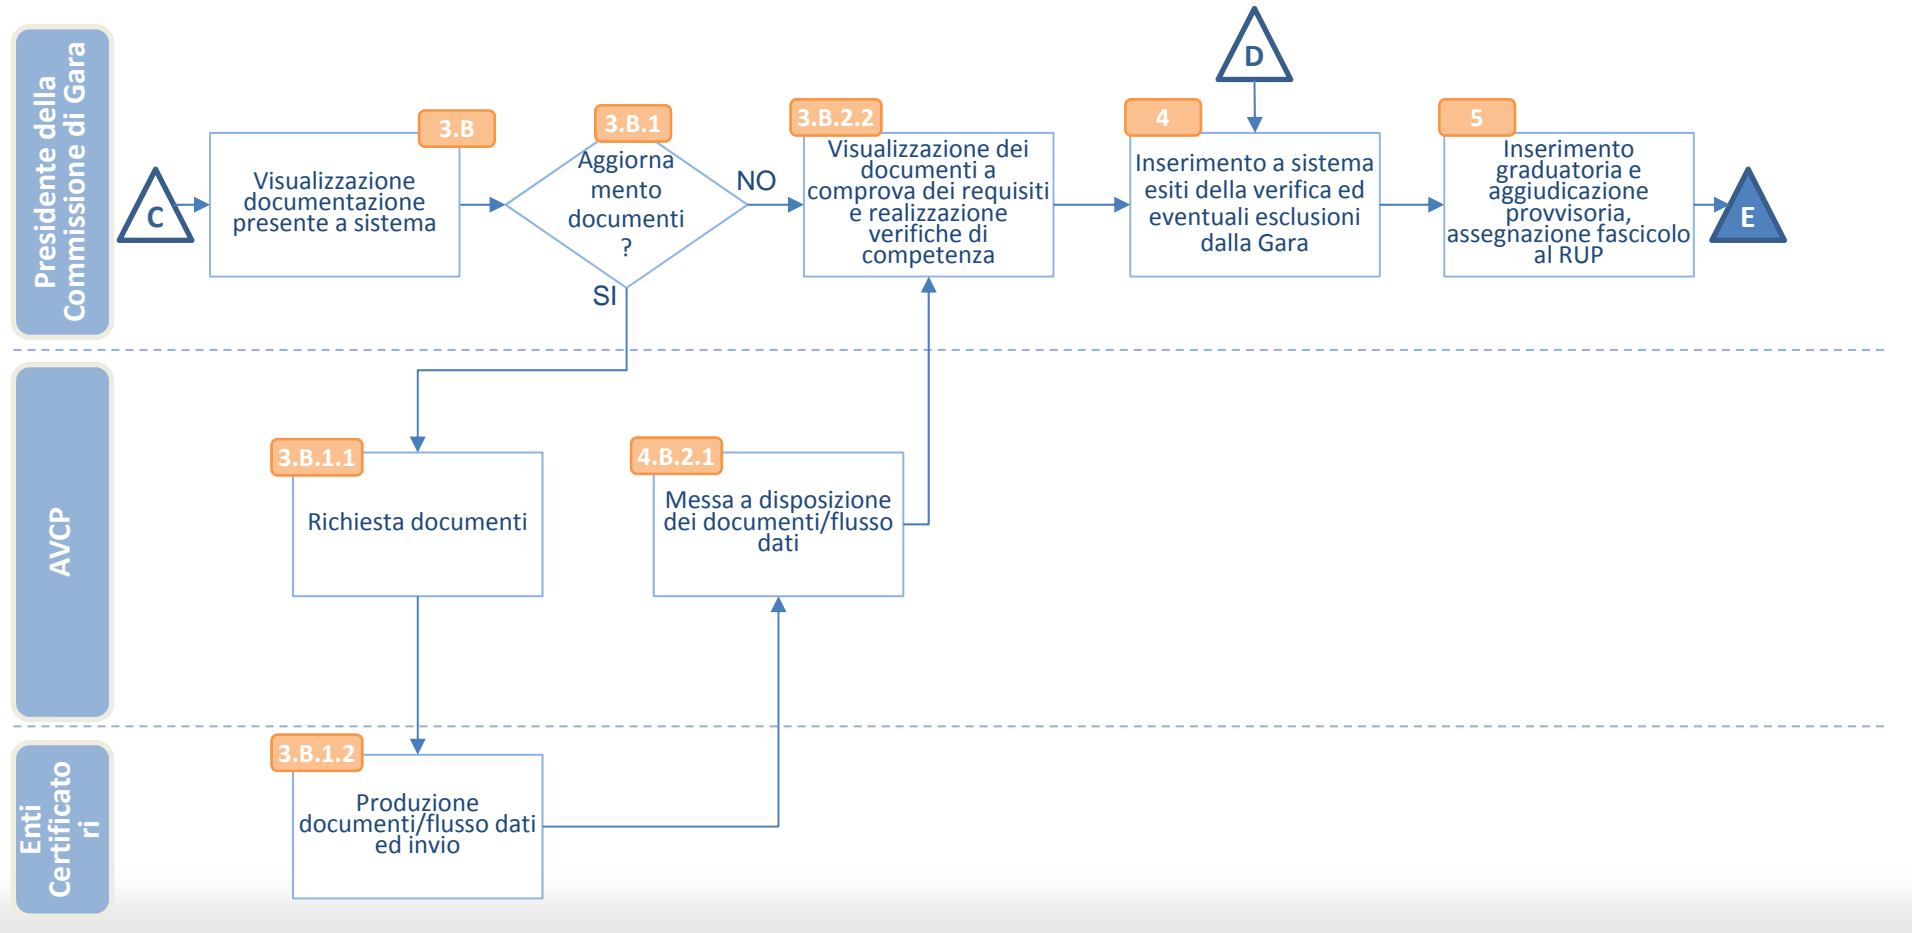 Presidente della
Commissione di Gara
C
3.B
Visualizzazione
documentazione
presente a sistema
3.B.1
Aggiorna
mento
documenti
?
NO
SI
3.B.2.2
Visualizzazione dei
documenti a
comprova dei requisiti
e realizzazione
verifiche di
competenza
D
4
Inserimento a sistema
esiti della verifica ed
eventuali esclusioni
dalla Gara
5
Inserimento
graduatoria e
aggiudicazione
provvisoria,
assegnazione fascicolo
al RUP
E
AVCP
3.B.1.1
Richiesta documenti
4.B.2.1
Messa a disposizione
dei documenti/flusso
dati
Enti
Certificato
ri
3.B.1.2
Produzione
documenti/flusso dati
ed invio